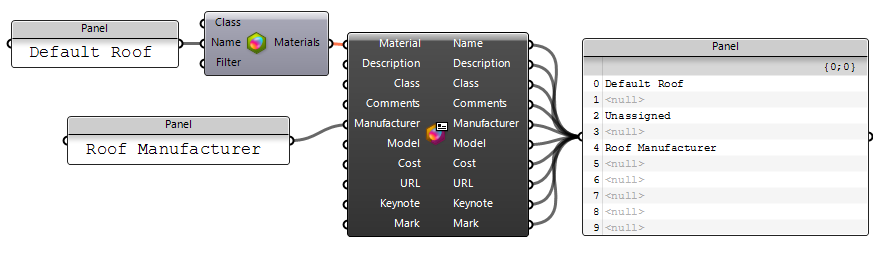 Panel
Default Roof
Class
Name Materials
Filter
Panel
Roof Manufacturer
Material Name
Description Description
Class Class
Comments Comments
Manufacturer Manufacturer
Model Model
Cost Cost
URL URL
Keynote Keynote
Mark Mark
Panel
{0;0}
0 Default Roof
1 <null>
2 Unassigned
3 <null>
4 Roof Manufacturer
5 <null>
6 <null>
7 <null>
8 <null>
9 <null>